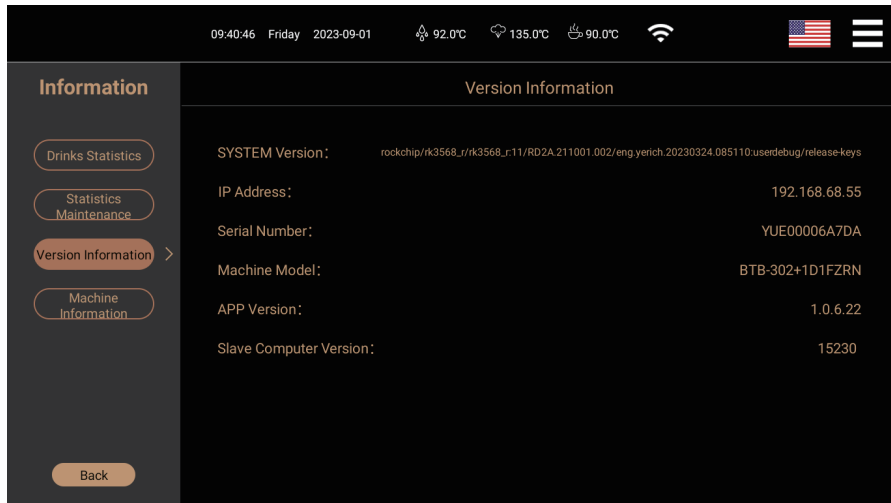 09:40:46 Friday 2023-09-01 92.0℃ 135.0℃ 90.0℃
Information
Version Information
Drinks Statistics
Statistics
Maintenance
Version Information
Machine
Information
Back
SYSTEM Version： rockchip/rk3568_r/rk3568_r:11/RD2A.211001.002/eng.yerich.20230324.085110:userdebug/release-keys
IP Address： 192.168.68.55
Serial Number： YUE00006A7DA
Machine Model： BTB-302+1D1FZRN
APP Version： 1.0.6.22
Slave Computer Version： 15230